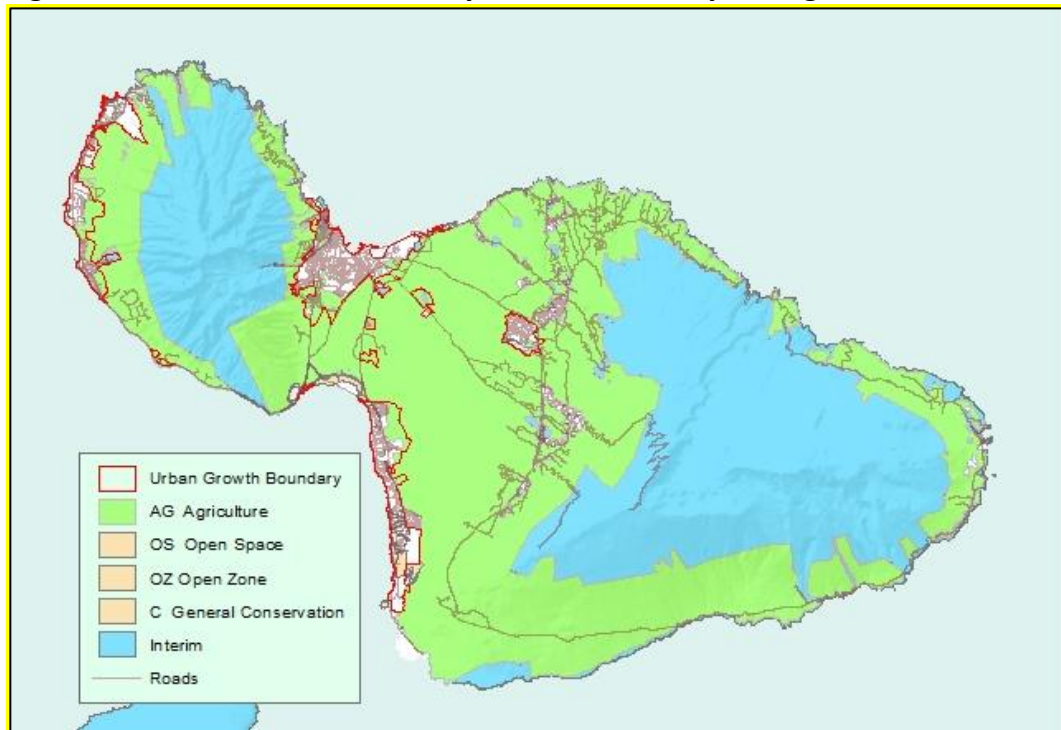 Urban Growth Boundary
AG Agriculture
OS Open Space
OZ Open Zone
C General Conservation
Interim
Roads